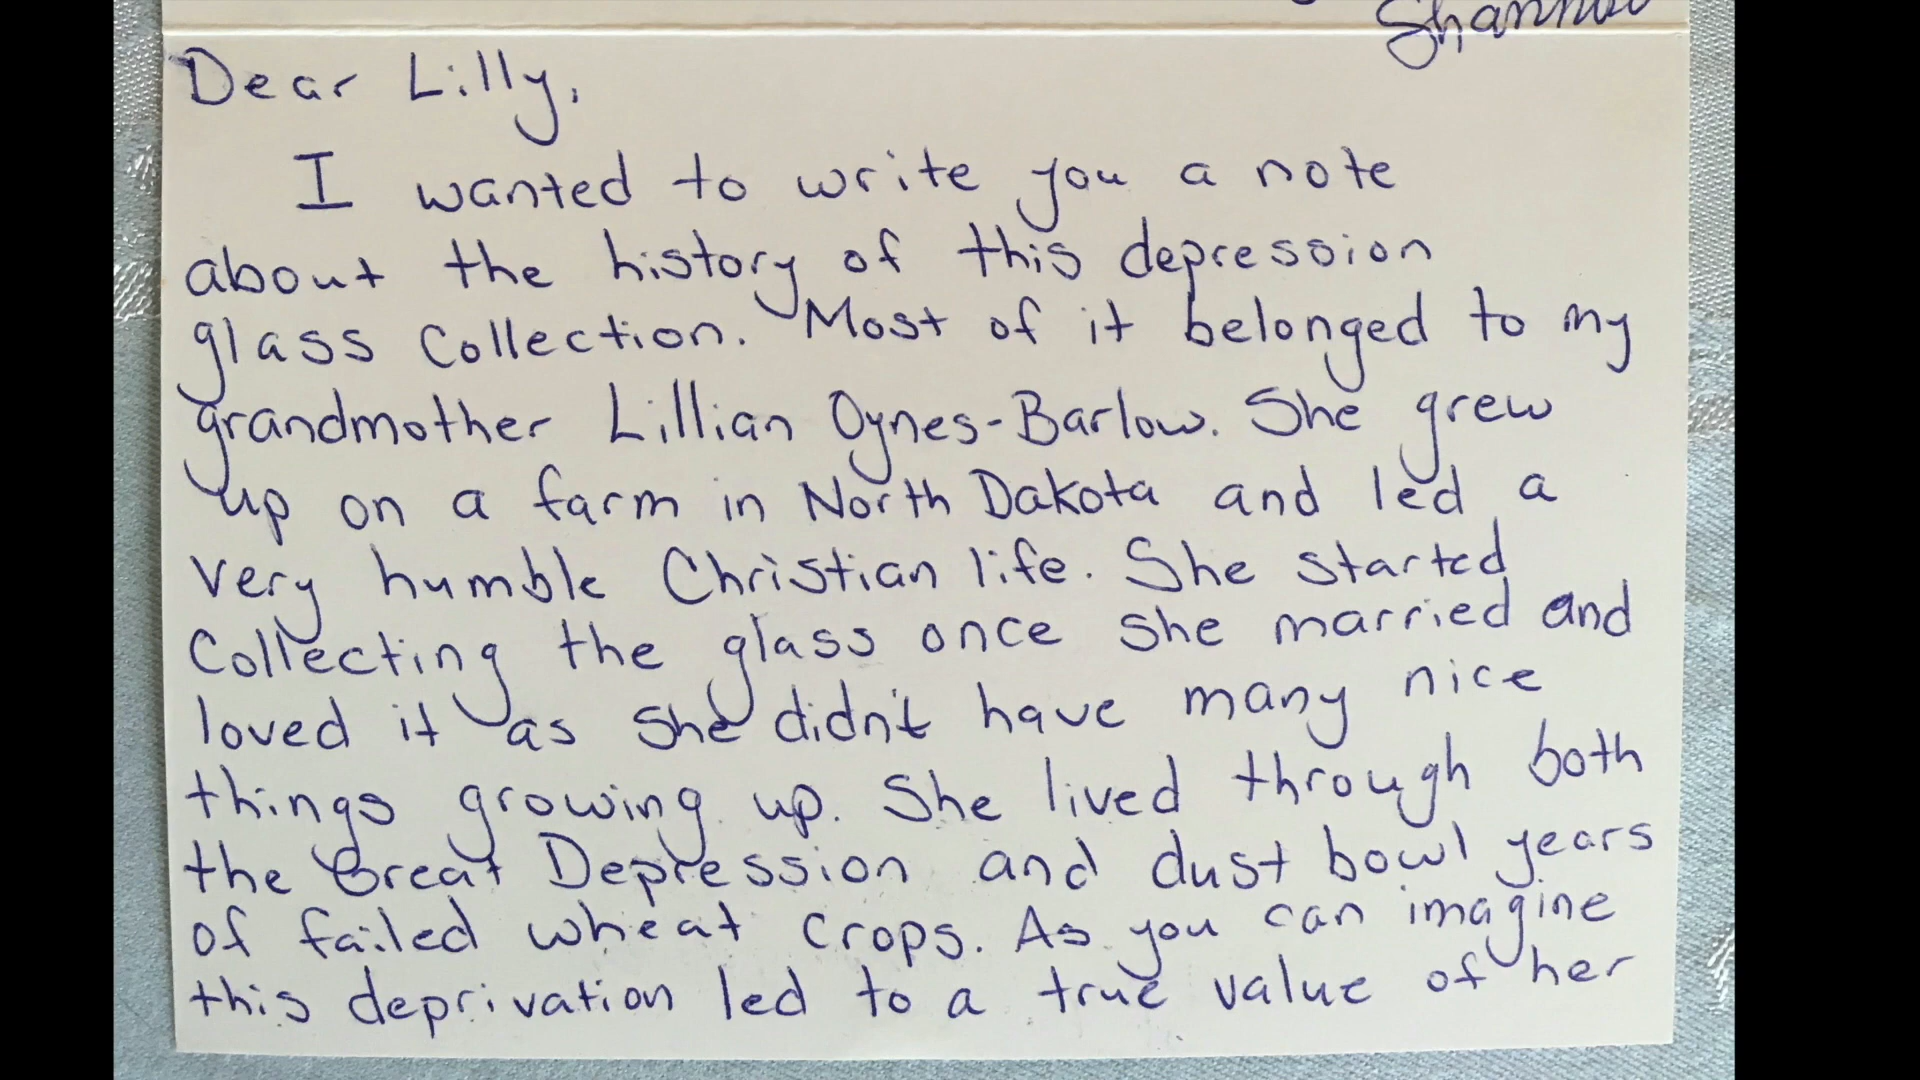 Dear Lilly,
I wanted to write you a note
about the history of this depression
glass collection. Most of it belonged to my
grandmother Lillian Oynes-Barlow. She grew
up on a farm in North Dakota and led a
very humble Christian life. She started
collecting the glass once she married and
loved it as she didn't have many nice
things growing up. She lived through both
the Great Depression and dust bowl years
of failed wheat crops. As you can imagine
this deprivation led to a true value of her